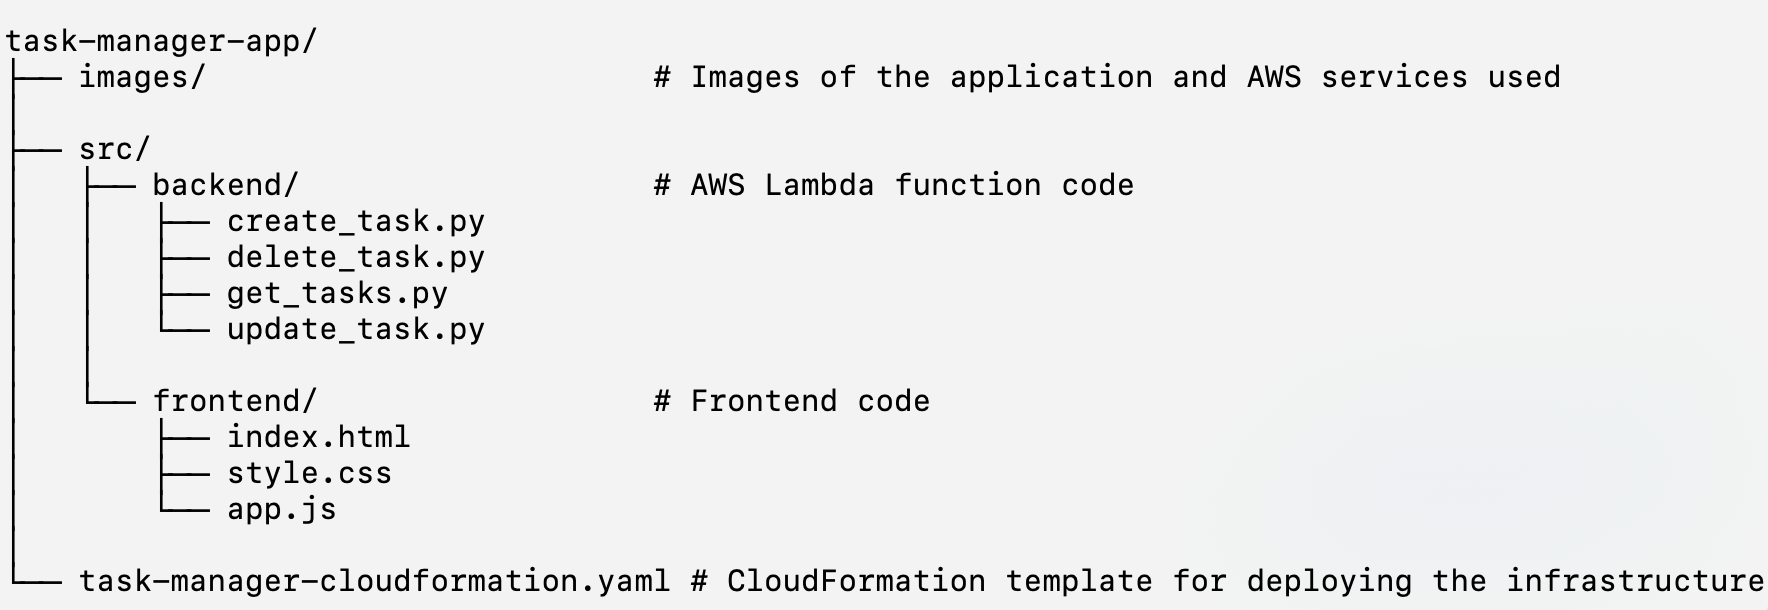 task-manager-app/
├── images/                                # Images of the application and AWS services used
│
├── src/
│   ├── backend/                   # AWS Lambda function code
│   │   ├── create_task.py
│   │   ├── delete_task.py
│   │   ├── get_tasks.py
│   │   └── update_task.py
│   │
│   └── frontend/                  # Frontend code
│       ├── index.html
│       ├── style.css
│       └── app.js
│
└── task-manager-cloudformation.yaml # CloudFormation template for deploying the infrastructure